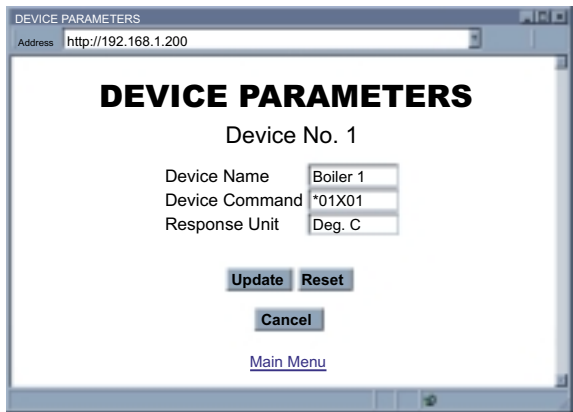 DEVICE PARAMETERS
Address http://192.168.1.200
DEVICE PARAMETERS
Device No. 1
Device Name Boiler 1
Device Command *01X01
Response Unit Deg. C
Update Reset
Cancel
Main Menu